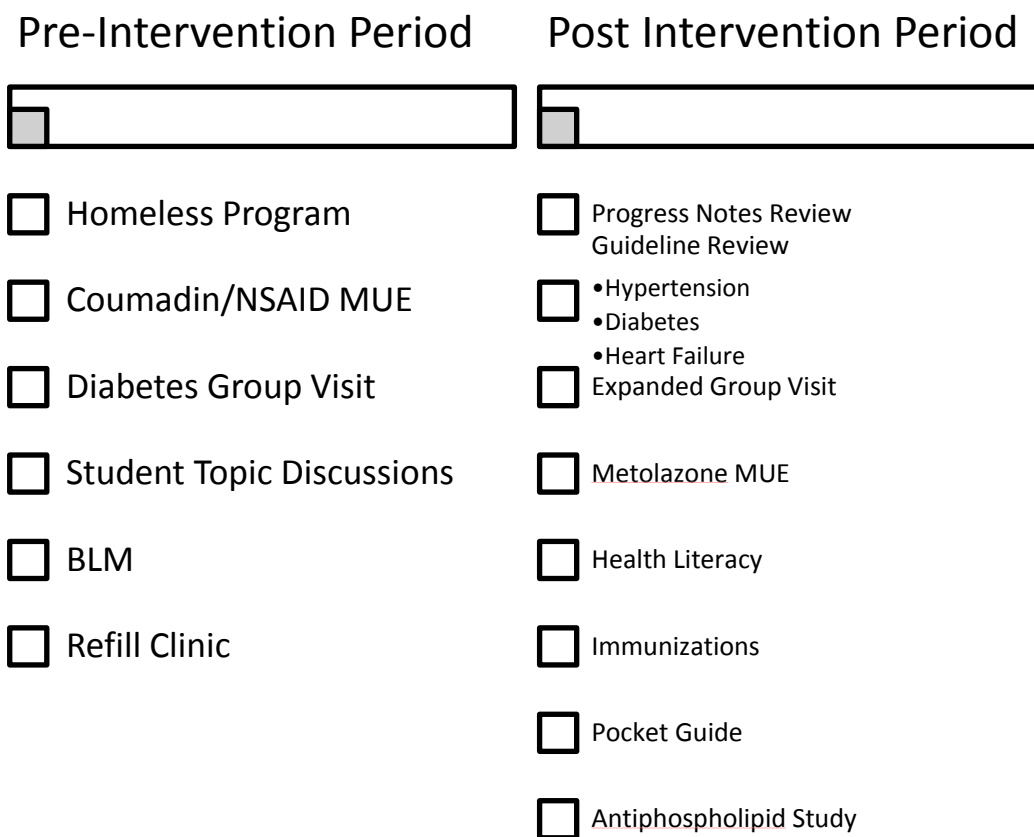 Pre-Intervention Period
Homeless Program
Coumadin/NSAID MUE
Diabetes Group Visit
Student Topic Discussions
BLM
Refill Clinic
Post Intervention Period
Progress Notes Review
Guideline Review
•Hypertension
•Diabetes
•Heart Failure
Expanded Group Visit
Metolazone MUE
Health Literacy
Immunizations
Pocket Guide
Antiphospholipid Study